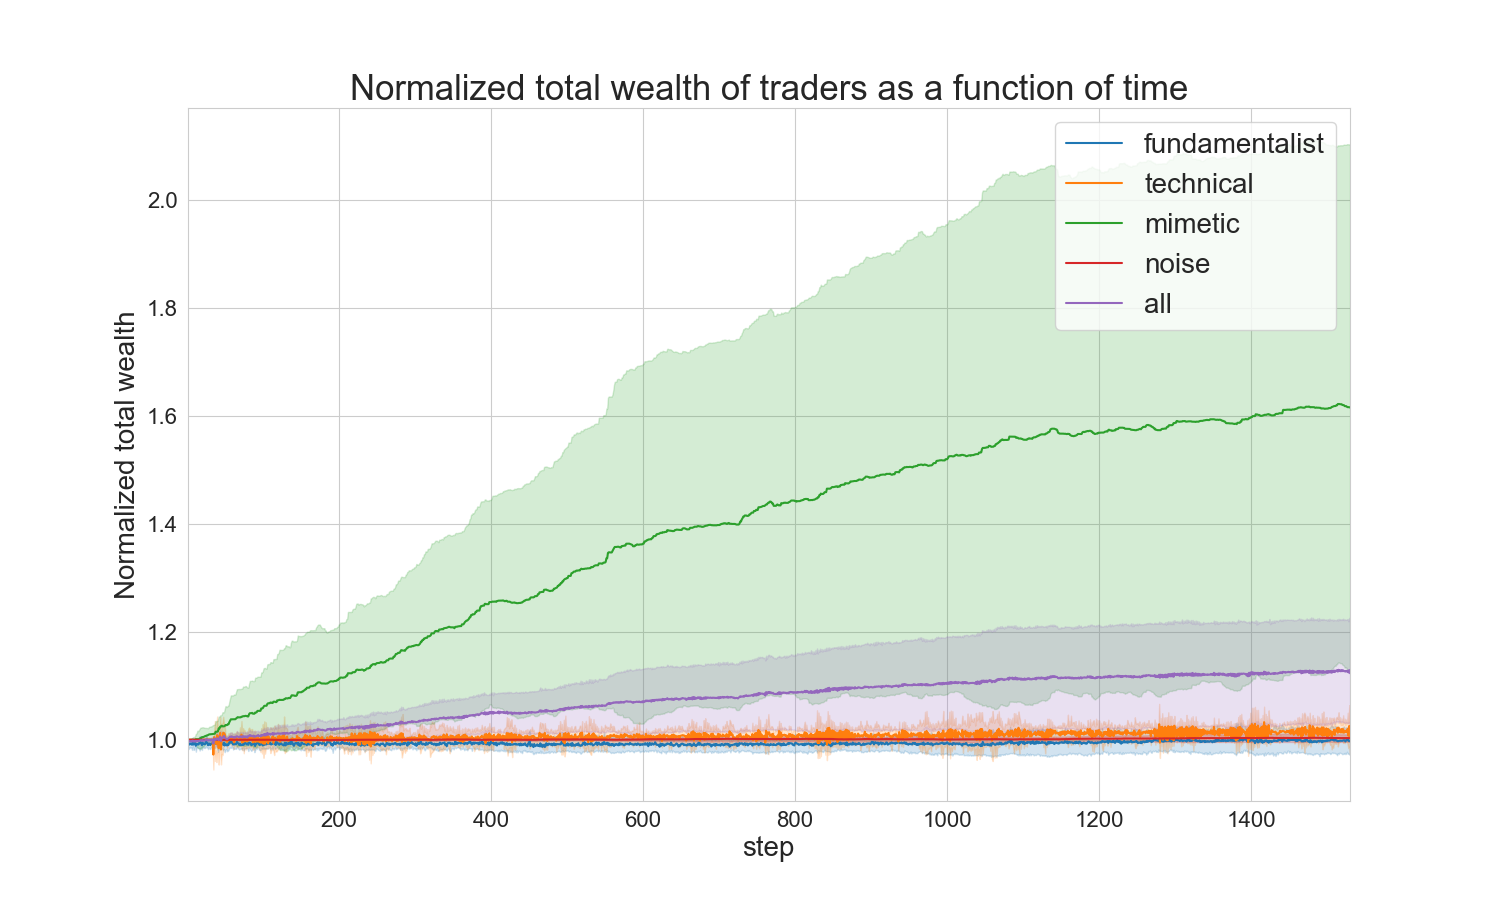 Normalized total wealth of traders as a function of time
fundamentalist
technical
mimetic
noise
all
Normalized total wealth
2.0
1.8
1.6
1.4
1.2
1.0
200 400 600 800 1000 1200 1400
step